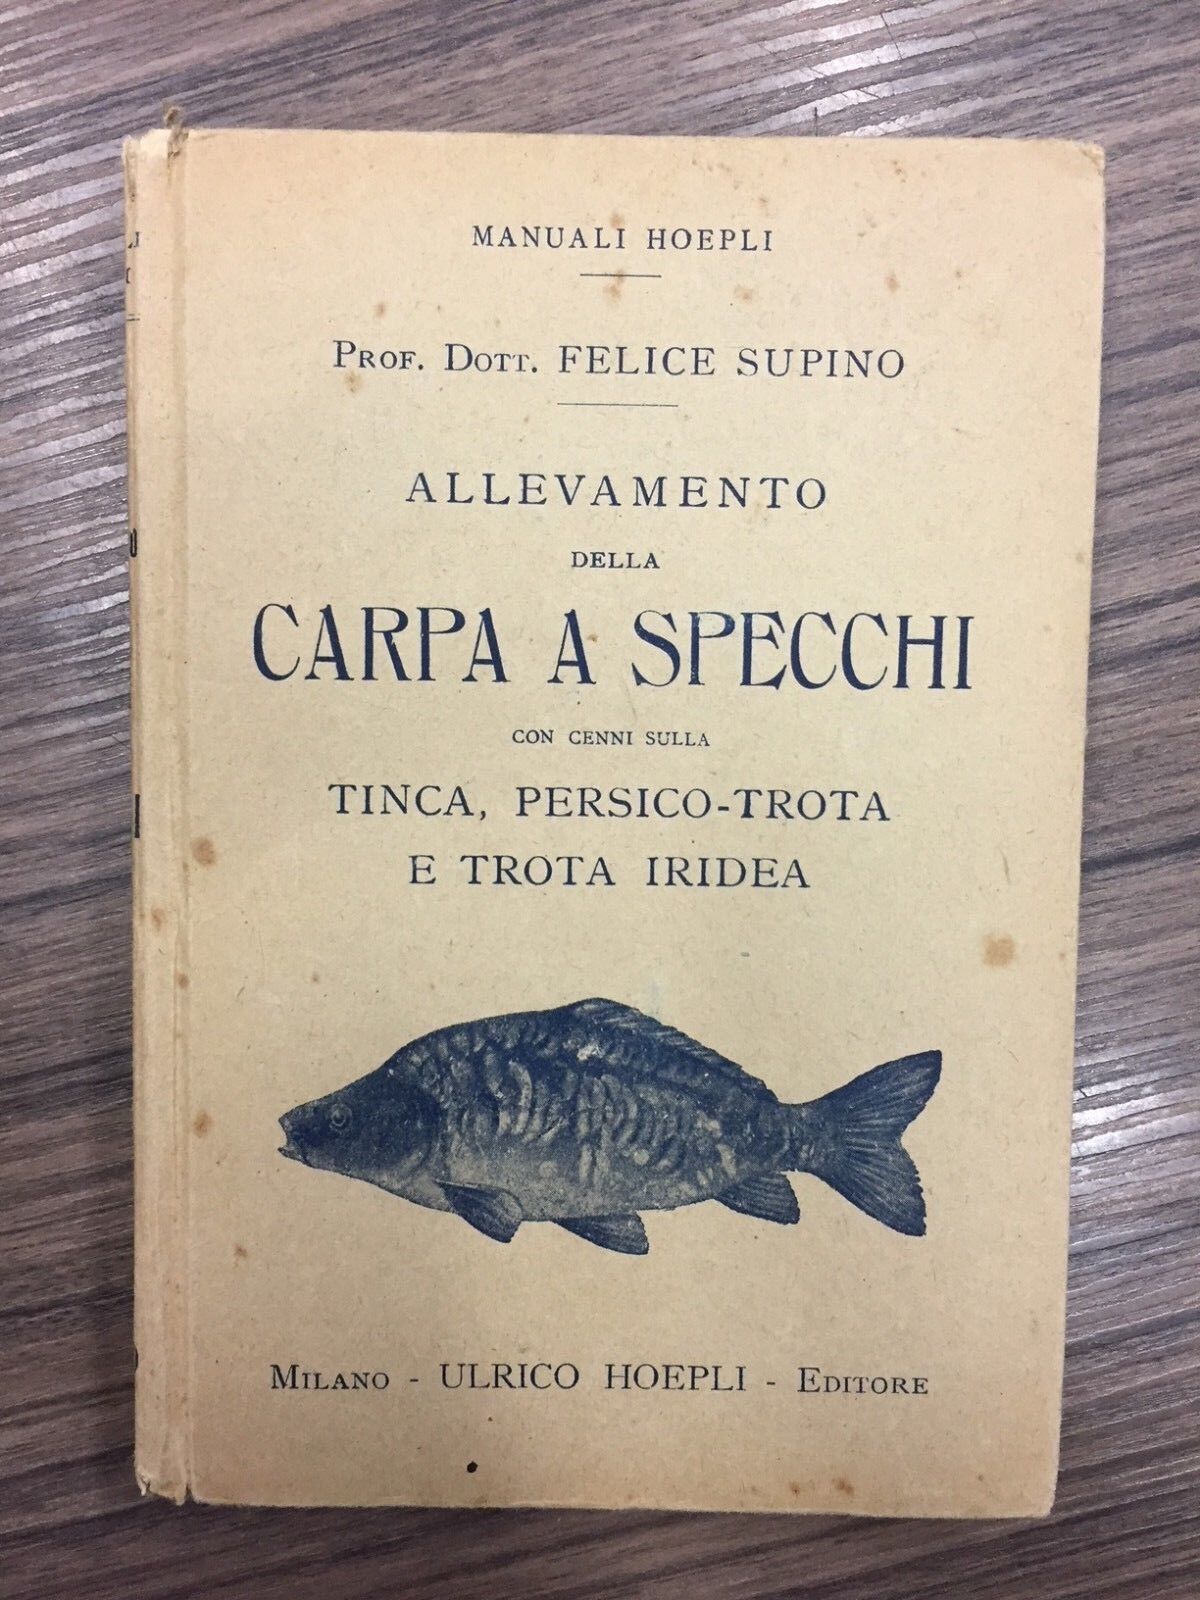 MANUALI HOEPLI
PROF. DOTT. FELICE SUPINO
ALLEVAMENTO
DELLA
CARPA A SPECCHI
CON CENNI SULLA
TINCA, PERSICO-TROTA
E TROTA IRIDEA
MILANO - ULRICO HOEPLI - EDITORE